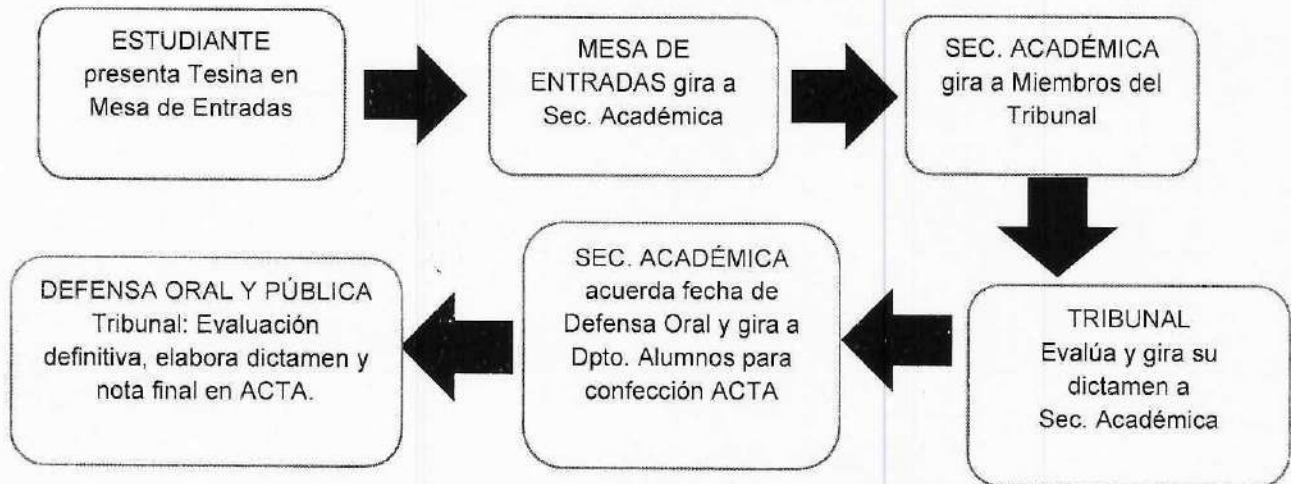 ESTUDIANTE
presenta Tesina en
Mesa de Entradas
MESA DE
ENTRADAS gira a
Sec. Académica
SEC. ACADÉMICA
gira a Miembros del
Tribunal
TRIBUNAL
Evalúa y gira su
dictamen a
Sec. Académica
SEC. ACADÉMICA
acuerda fecha de
Defensa Oral y gira a
Dpto. Alumnos para
confección ACTA
DEFENSA ORAL Y PÚBLICA
Tribunal: Evaluación
definitiva, elabora dictamen y
nota final en ACTA.